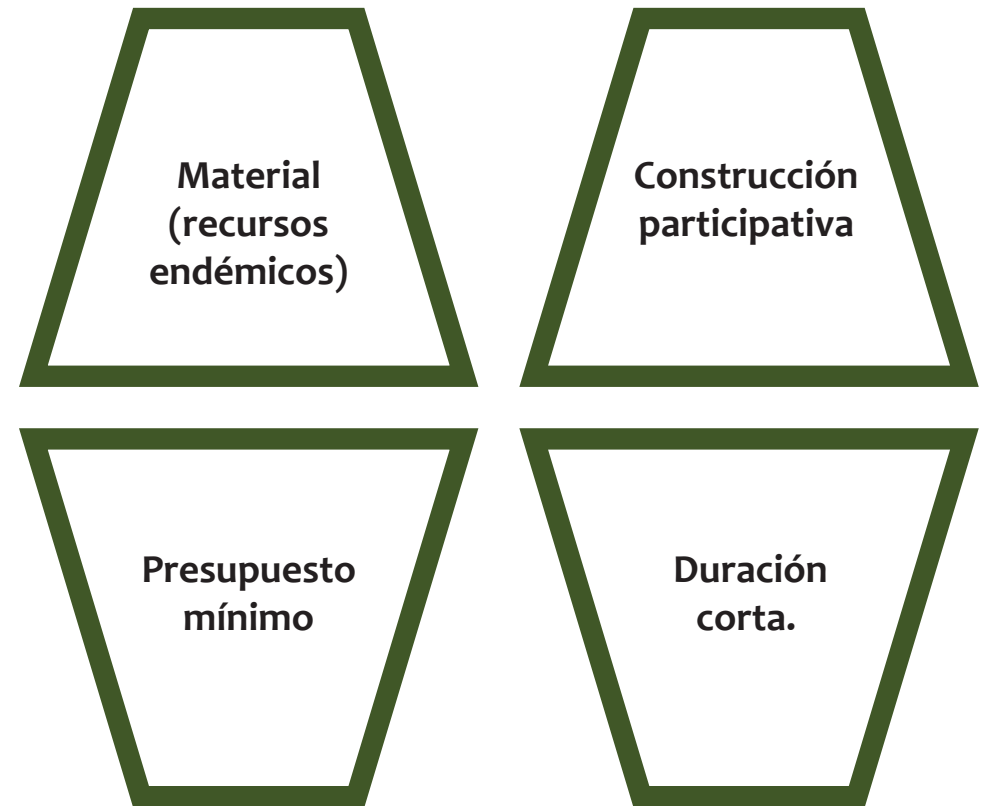 Material
(recursos
endémicos)
Construcción
participativa
Presupuesto
mínimo
Duración
corta.